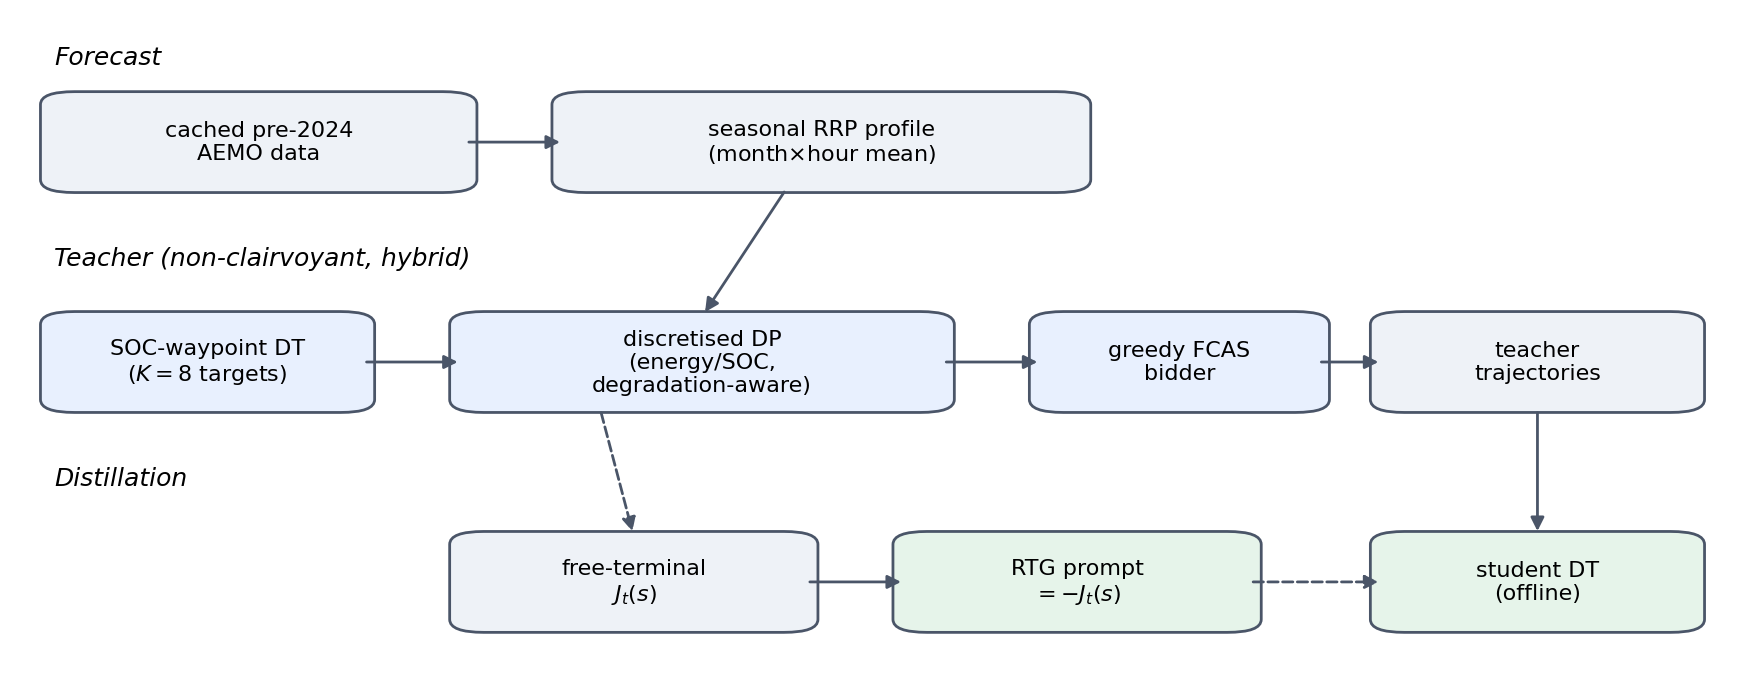 Forecast
cached pre-2024
AEMO data
seasonal RRP profile
(month×hour mean)
Teacher (non-clairvoyant, hybrid)
SOC-waypoint DT
(K = 8 targets)
discretised DP
(energy/SOC,
degradation-aware)
greedy FCAS
bidder
teacher
trajectories
Distillation
free-terminal
Jₜ(s)
RTG prompt
= −Jₜ(s)
student DT
(offline)